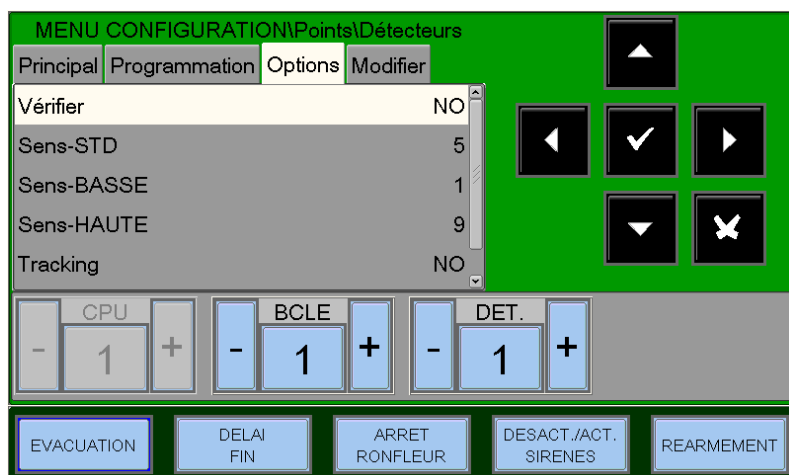 MENU CONFIGURATION\Points\Détecteurs
Principal Programmation Options Modifier
Vérifier NO
Sens-STD 5
Sens-BASSE 1
Sens-HAUTE 9
Tracking NO
CPU BCLE DET.
- 1 + - 1 + - 1 +
EVACUATION
DELAI
FIN
ARRET
RONFLEUR
DESACT./ACT.
SIRENES
REARMEMENT